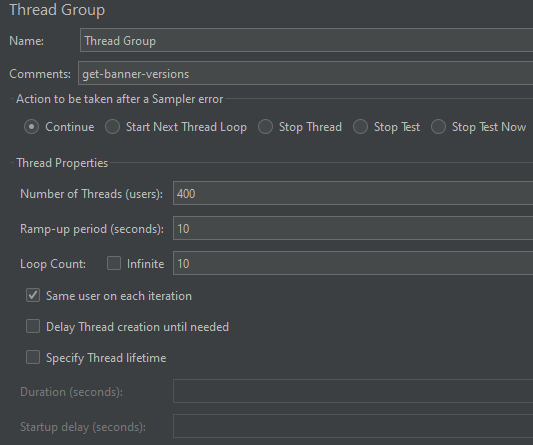 Thread Group
Name: Thread Group
Comments: get-banner-versions
Action to be taken after a Sampler error
Continue Start Next Thread Loop Stop Thread Stop Test Stop Test Now
Thread Properties
Number of Threads (users): 400
Ramp-up period (seconds): 10
Loop Count: Infinite 10
Same user on each iteration
Delay Thread creation until needed
Specify Thread lifetime
Duration (seconds):
Startup delay (seconds):